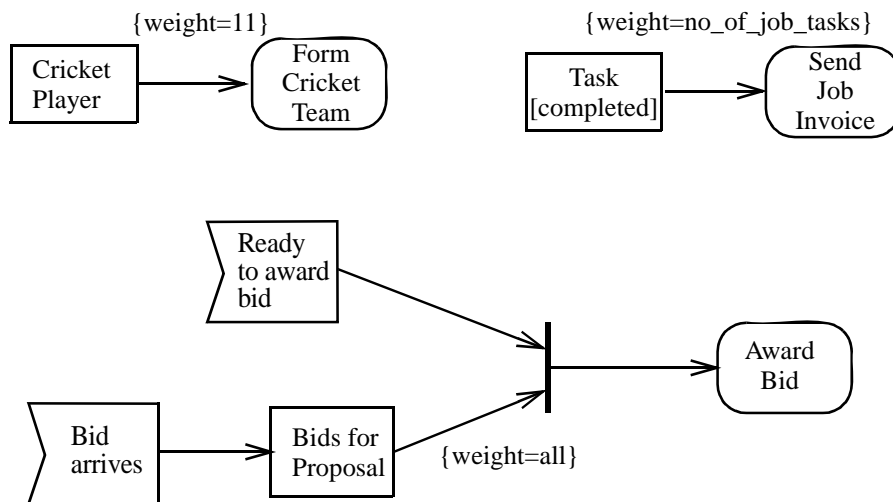 {weight=11}
Cricket
Player
Form
Cricket
Team
{weight=no_of_job_tasks}
Task
[completed]
Send
Job
Invoice
Ready
to award
bid
Award
Bid
Bid
arrives
Bids for
Proposal
{weight=all}